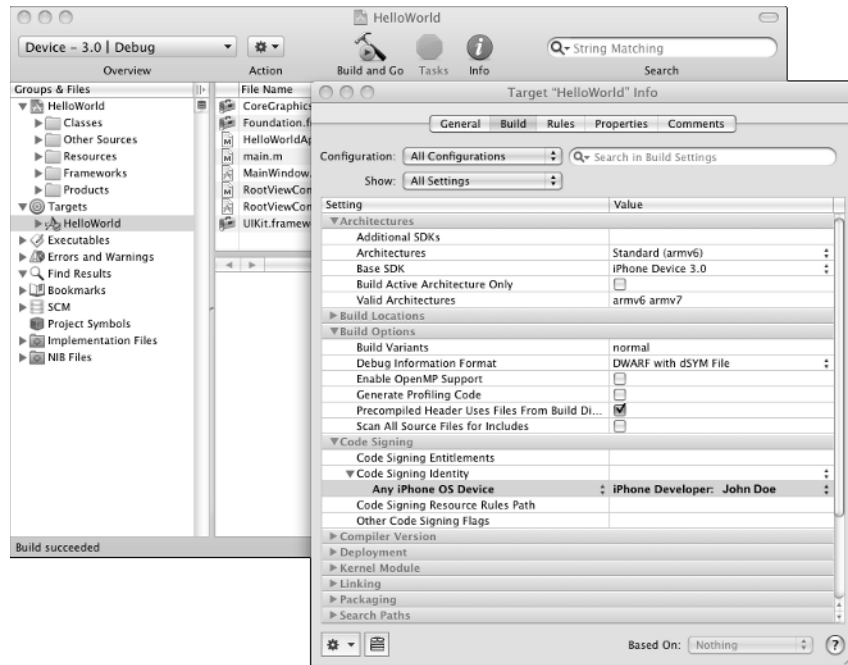 HelloWorld
Device - 3.0 | Debug
String Matching
Overview
Action
Build and Go
Tasks
Info
Search
Groups & Files
HelloWorld
Classes
Other Sources
Resources
Frameworks
Products
Targets
HelloWorld
Executables
Errors and Warnings
Find Results
Bookmarks
SCM
Project Symbols
Implementation Files
NIB Files
File Name
CoreGraphics
Foundation.f
HelloWorldAp
main.m
MainWindow.
RootViewCon
RootViewCon
UIKit.framew
Build succeeded
Target "HelloWorld" Info
General Build Rules Properties Comments
Configuration: All Configurations
Search in Build Settings
Show: All Settings
Setting Value
Architectures
Additional SDKs
Architectures Standard (armv6)
Base SDK iPhone Device 3.0
Build Active Architecture Only
Valid Architectures armv6 armv7
Build Locations
Build Options
Build Variants normal
Debug Information Format DWARF with dSYM File
Enable OpenMP Support
Generate Profiling Code
Precompiled Header Uses Files From Build Di...
Scan All Source Files for Includes
Code Signing
Code Signing Entitlements
Code Signing Identity
Any iPhone OS Device iPhone Developer: John Doe
Code Signing Resource Rules Path
Other Code Signing Flags
Compiler Version
Deployment
Kernel Module
Linking
Packaging
Search Paths
Based On: Nothing
?